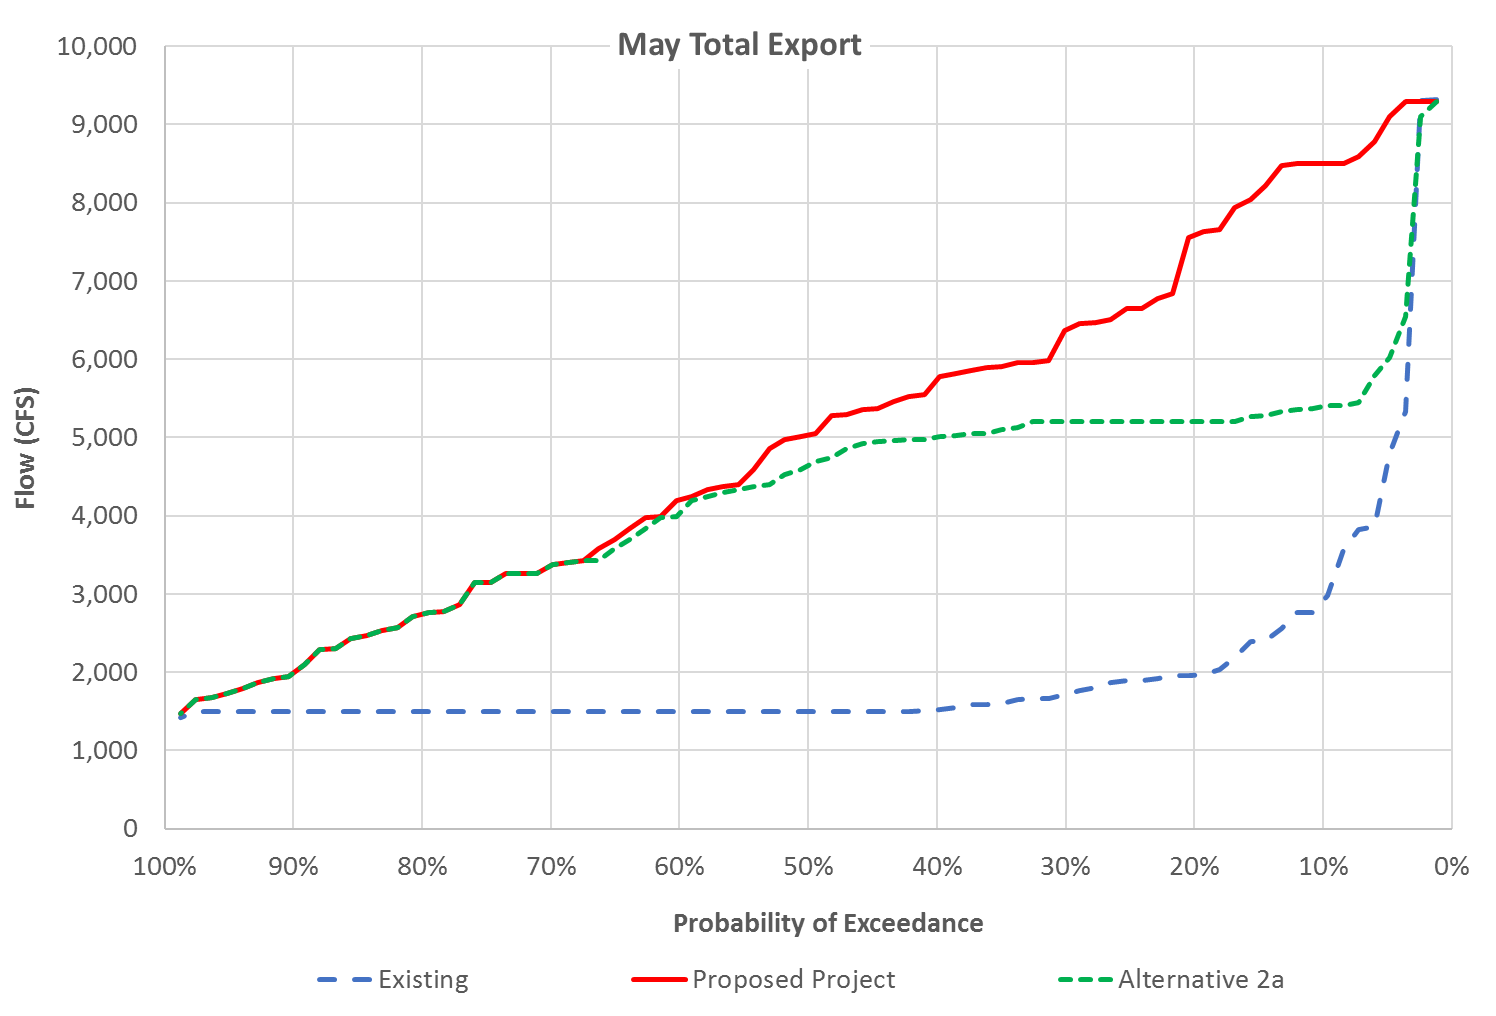 May Total Export
10,000
9,000
8,000
7,000
6,000
5,000
4,000
3,000
2,000
1,000
0
Flow (CFS)
100% 90% 80% 70% 60% 50% 40% 30% 20% 10% 0%
Probability of Exceedance
Existing Proposed Project Alternative 2a